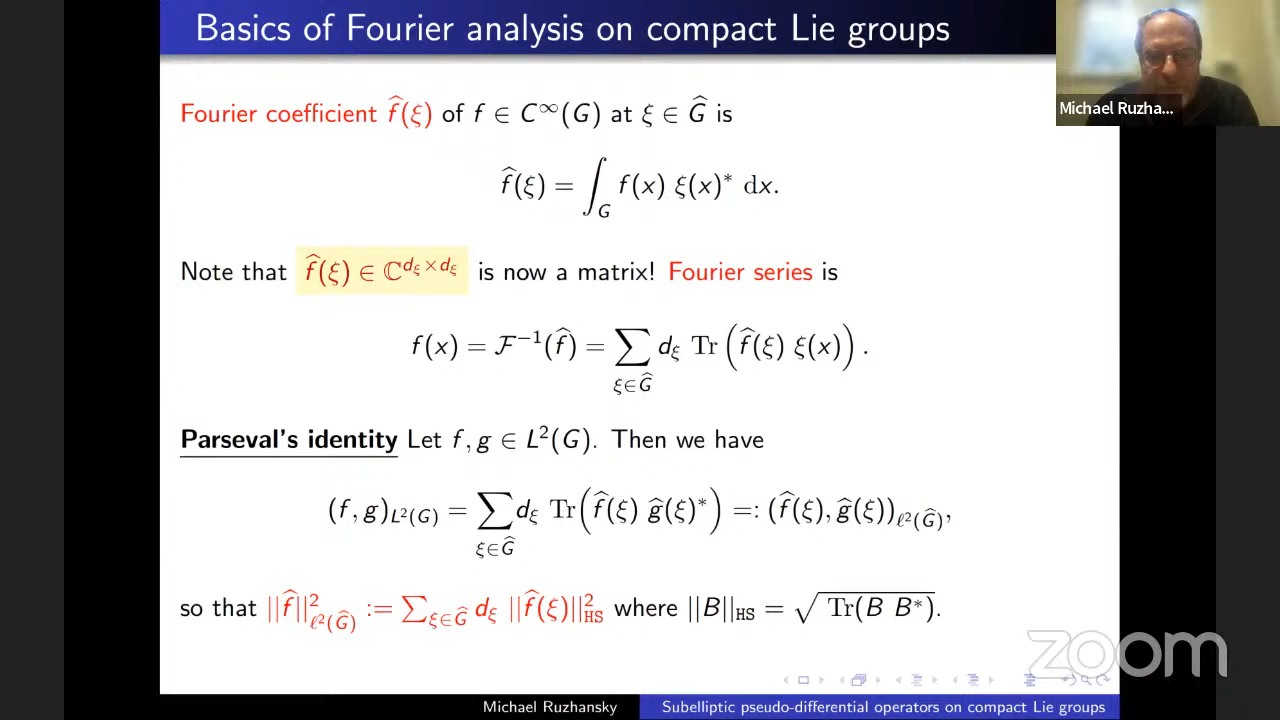 Basics of Fourier analysis on compact Lie groups
Michael Ruzha...
Fourier coefficient f̂(ξ) of f ∈ C^∞(G) at ξ ∈ Ĝ is
f̂(ξ) = ∫_G f(x) ξ(x)* dx.
Note that f̂(ξ) ∈ ℂ^{d_ξ×d_ξ} is now a matrix! Fourier series is
f(x) = ℱ^{-1}(f̂) = ∑_{ξ∈Ĝ} d_ξ Tr(f̂(ξ) ξ(x)).
Parseval's identity Let f, g ∈ L²(G). Then we have
(f, g)_{L²(G)} = ∑_{ξ∈Ĝ} d_ξ Tr(f̂(ξ) ĝ(ξ)*) =: (f̂(ξ), ĝ(ξ))_{ℓ²(Ĝ)},
so that ||f̂||²_{ℓ²(Ĝ)} := ∑_{ξ∈Ĝ} d_ξ ||f̂(ξ)||²_{HS} where ||B||_{HS} = √(Tr(B B*)).
zoom
Michael Ruzhansky
Subelliptic pseudo-differential operators on compact Lie groups